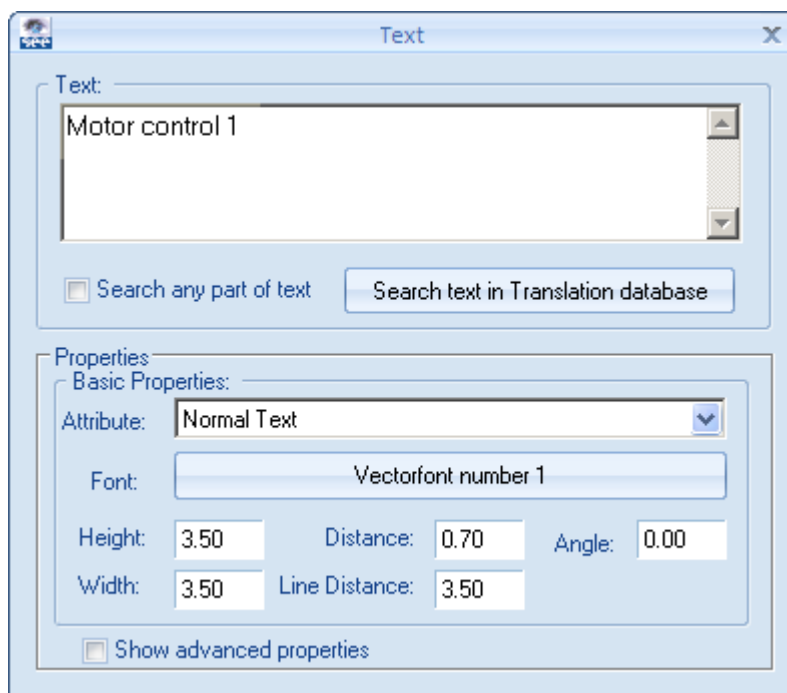 see
Text
X
Text:
Motor control 1
Search any part of text
Search text in Translation database
Properties
Basic Properties:
Attribute: Normal Text
Font: Vectorfont number 1
Height: 3.50 Distance: 0.70 Angle: 0.00
Width: 3.50 Line Distance: 3.50
Show advanced properties